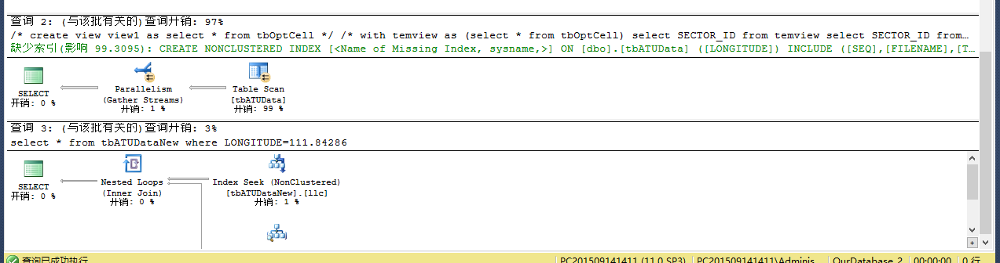 查询 2: (与该批有关的)查询开销: 97%
/* create view view1 as select * from tbOptCell */ /* with temview as (select * from tbOptCell) select SECTOR_ID from temview select SECTOR_ID from...
缺少索引(影响 99.3095): CREATE NONCLUSTERED INDEX [<Name of Missing Index, sysname,>] ON [dbo].[tbATUData] ([LONGITUDE]) INCLUDE ([SEQ],[FILENAME],[T...
SELECT
开销: 0 %
Parallelism
(Gather Streams)
开销: 1 %
Table Scan
[tbATUData]
开销: 99 %
查询 3: (与该批有关的)查询开销: 3%
select * from tbATUDataNew where LONGITUDE=111.84286
SELECT
开销: 0 %
Nested Loops
(Inner Join)
开销: 0 %
Index Seek (NonClustered)
[tbATUDataNew].[llc]
开销: 1 %
查询已成功执行
PC201509141411 (11.0 SP3)
PC201509141411\Adminis...
OurDatabase_2
00:00:00
0 行